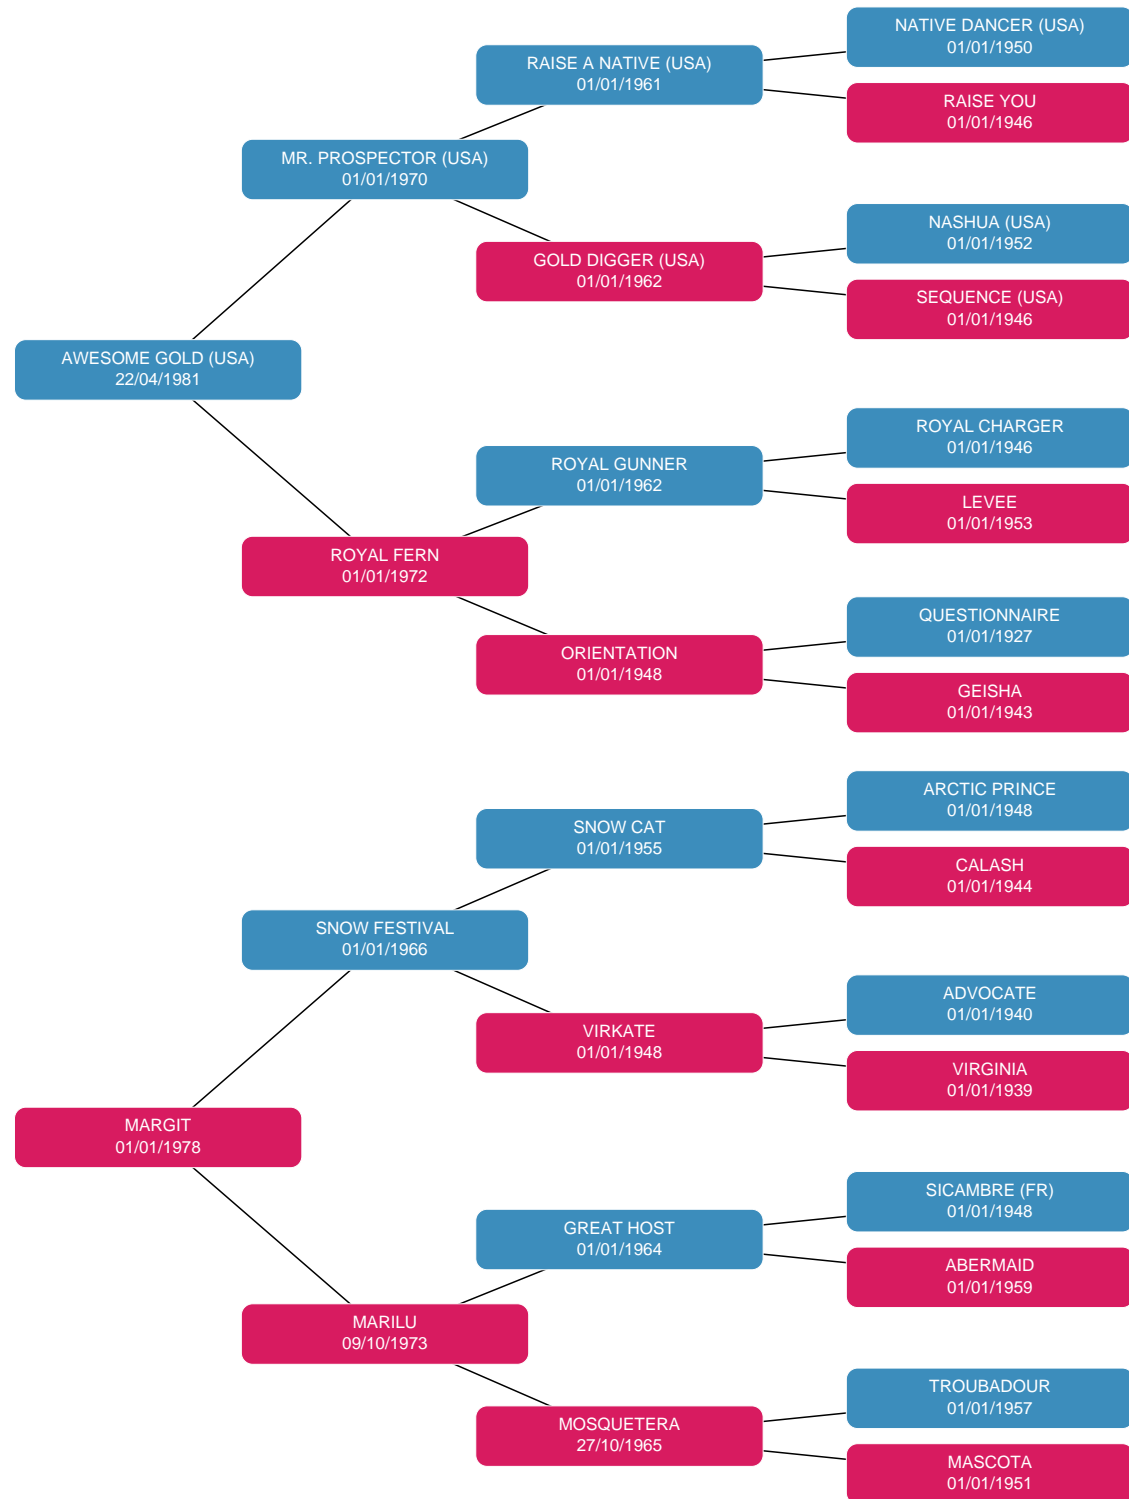 NATIVE DANCER (USA)
01/01/1950
RAISE A NATIVE (USA)
01/01/1961
RAISE YOU
01/01/1946
MR. PROSPECTOR (USA)
01/01/1970
NASHUA (USA)
01/01/1952
GOLD DIGGER (USA)
01/01/1962
SEQUENCE (USA)
01/01/1946
AWESOME GOLD (USA)
22/04/1981
ROYAL CHARGER
01/01/1946
ROYAL GUNNER
01/01/1962
LEVEE
01/01/1953
ROYAL FERN
01/01/1972
QUESTIONNAIRE
01/01/1927
ORIENTATION
01/01/1948
GEISHA
01/01/1943
ARCTIC PRINCE
01/01/1948
SNOW CAT
01/01/1955
CALASH
01/01/1944
SNOW FESTIVAL
01/01/1966
ADVOCATE
01/01/1940
VIRKATE
01/01/1948
VIRGINIA
01/01/1939
MARGIT
01/01/1978
SICAMBRE (FR)
01/01/1948
GREAT HOST
01/01/1964
ABERMAID
01/01/1959
MARILU
09/10/1973
TROUBADOUR
01/01/1957
MOSQUETERA
27/10/1965
MASCOTA
01/01/1951